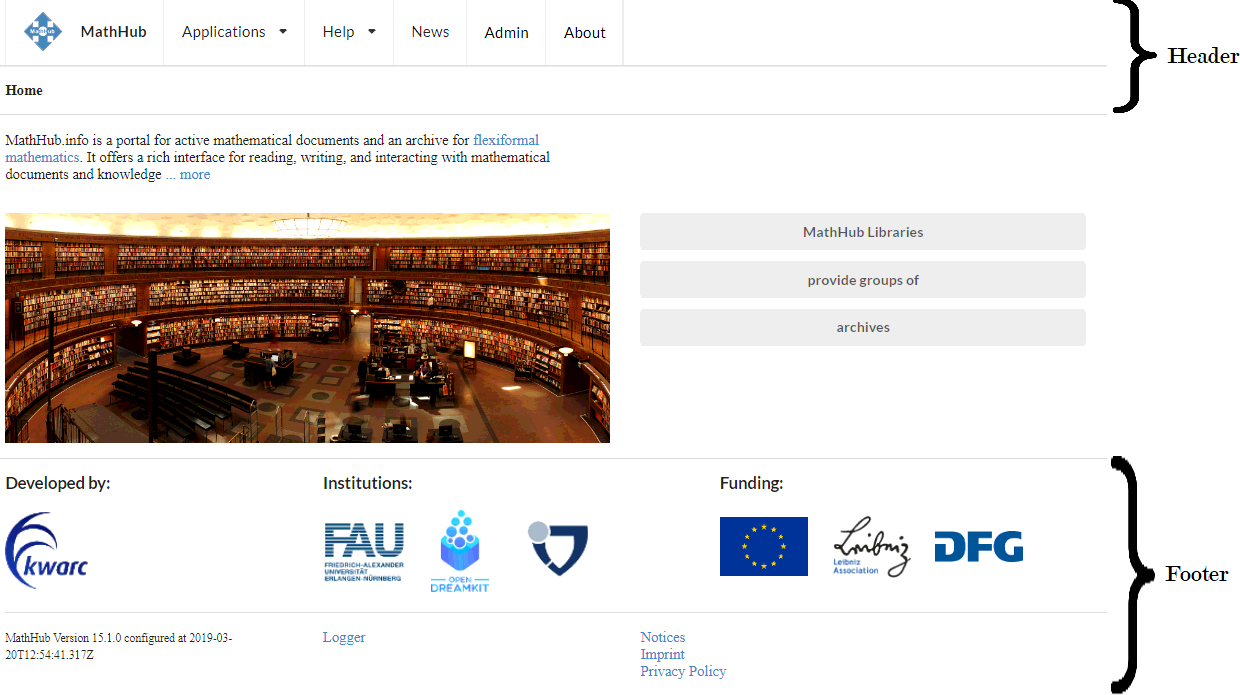 MathHub MathHub Applications Help News Admin About
Header
Home
MathHub.info is a portal for active mathematical documents and an archive for flexiformal
mathematics. It offers a rich interface for reading, writing, and interacting with mathematical
documents and knowledge ... more
MathHub Libraries
provide groups of
archives
Developed by: Institutions: Funding:
kwarc
FAU
FRIEDRICH-ALEXANDER
UNIVERSITÄT
ERLANGEN-NÜRNBERG
OPEN
DREAMKIT
Leibniz
Leibniz
Association
DFG
Footer
MathHub Version 15.1.0 configured at 2019-03-
20T12:54:41.317Z
Logger
Notices
Imprint
Privacy Policy